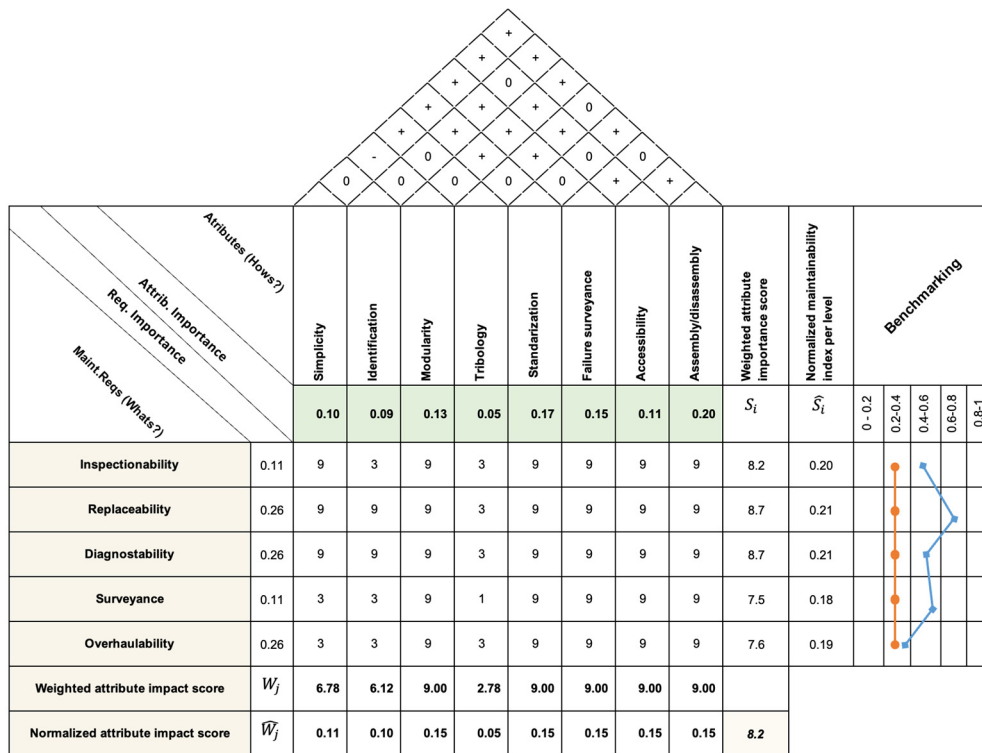 +
+ +
+ 0 +
+ + + 0
+ + + + +
- 0 + + 0 0
0 0 0 0 0 + +
Atributes (Hows?)
Attrib. Importance
Req. Importance
Maint.Reqs (Whats?)
Simplicity
Identification
Modularity
Tribology
Standarization
Failure surveyance
Accessibility
Assembly/disassembly
Weighted attribute
importance score
Normalized maintainability
index per level
Benchmarking
0.10 0.09 0.13 0.05 0.17 0.15 0.11 0.20 S_i Ŝ_i
0 - 0.2
0.2-0.4
0.4-0.6
0.6-0.8
0.8-1
Inspectionability 0.11 9 3 9 3 9 9 9 9 8.2 0.20
Replaceability 0.26 9 9 9 3 9 9 9 9 8.7 0.21
Diagnostability 0.26 9 9 9 3 9 9 9 9 8.7 0.21
Surveyance 0.11 3 3 9 1 9 9 9 9 7.5 0.18
Overhaulability 0.26 3 3 9 3 9 9 9 9 7.6 0.19
Weighted attribute impact score W_j 6.78 6.12 9.00 2.78 9.00 9.00 9.00 9.00
Normalized attribute impact score Ŵ_j 0.11 0.10 0.15 0.05 0.15 0.15 0.15 0.15 8.2